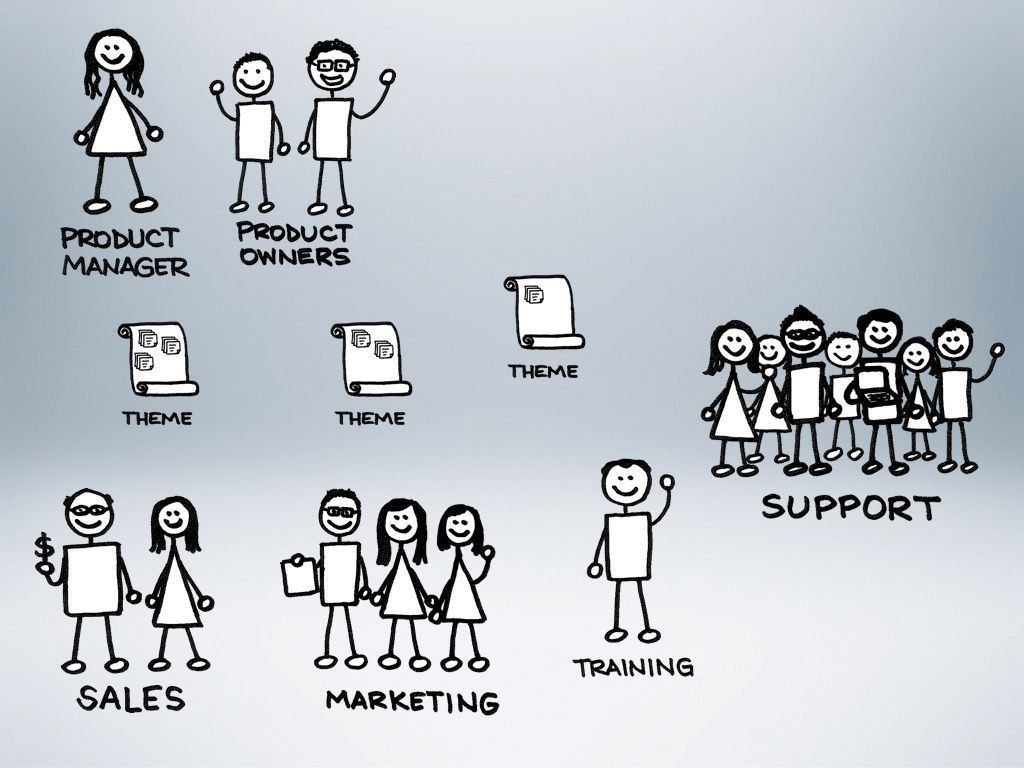 PRODUCT
MANAGER
PRODUCT
OWNERS
THEME
THEME
THEME
$
SALES
MARKETING
TRAINING
SUPPORT